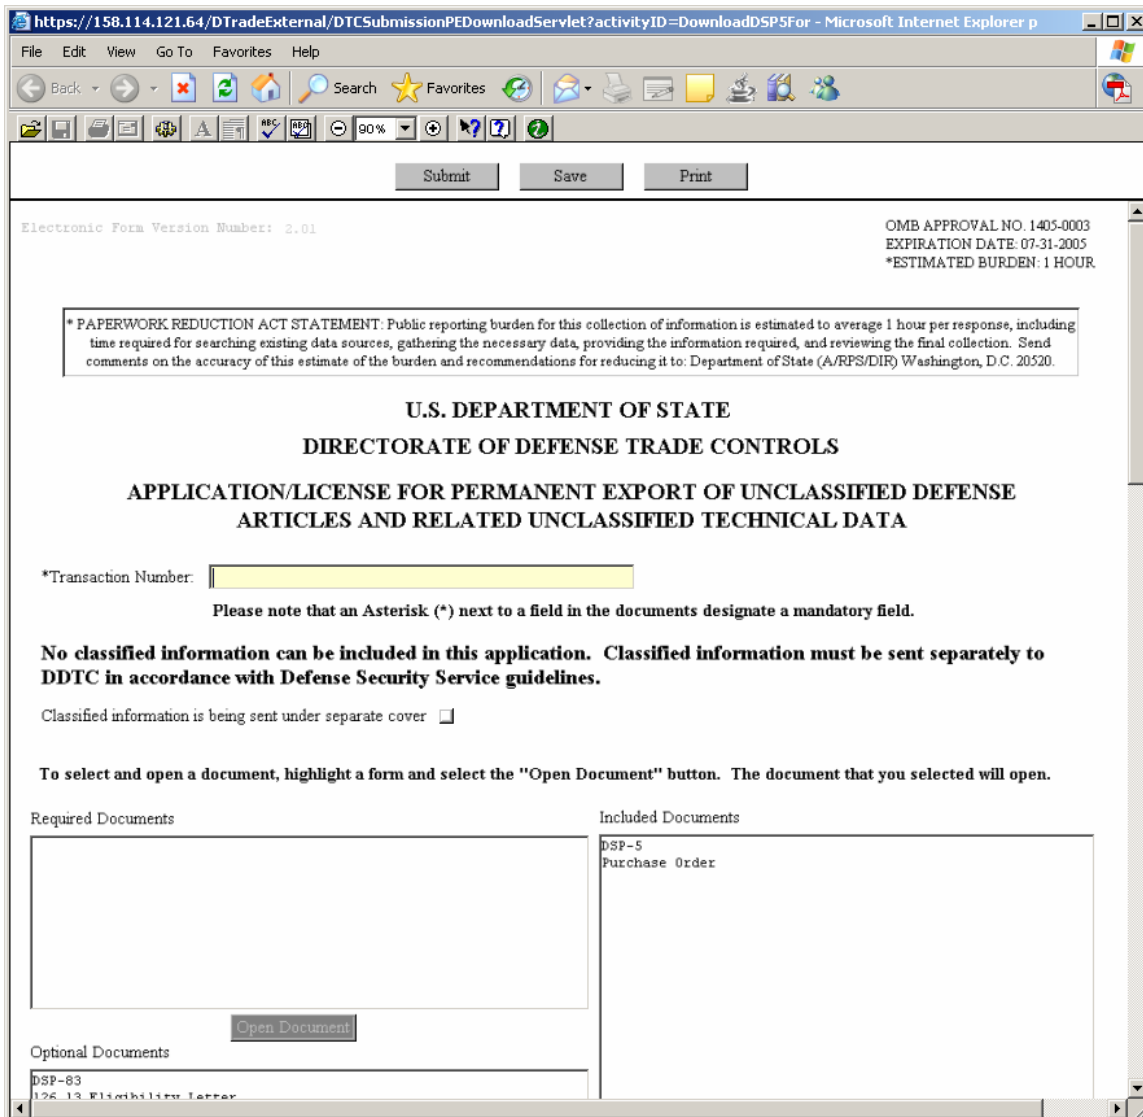 https://158.114.121.64/DTradeExternal/DTCSubmissionPEDownloadServlet?activityID=DownloadDSP5For - Microsoft Internet Explorer p
File Edit View Go To Favorites Help
Back Search Favorites
90%
Submit Save Print
Electronic Form Version Number: 2.01
OMB APPROVAL NO. 1405-0003
EXPIRATION DATE: 07-31-2005
*ESTIMATED BURDEN: 1 HOUR
* PAPERWORK REDUCTION ACT STATEMENT: Public reporting burden for this collection of information is estimated to average 1 hour per response, including
time required for searching existing data sources, gathering the necessary data, providing the information required, and reviewing the final collection. Send
comments on the accuracy of this estimate of the burden and recommendations for reducing it to: Department of State (A/RPS/DIR) Washington, D.C. 20520.
U.S. DEPARTMENT OF STATE
DIRECTORATE OF DEFENSE TRADE CONTROLS
APPLICATION/LICENSE FOR PERMANENT EXPORT OF UNCLASSIFIED DEFENSE
ARTICLES AND RELATED UNCLASSIFIED TECHNICAL DATA
*Transaction Number:
Please note that an Asterisk (*) next to a field in the documents designate a mandatory field.
No classified information can be included in this application. Classified information must be sent separately to
DDTC in accordance with Defense Security Service guidelines.
Classified information is being sent under separate cover
To select and open a document, highlight a form and select the "Open Document" button. The document that you selected will open.
Required Documents
Included Documents
DSP-5
Purchase Order
Open Document
Optional Documents
DSP-83
126.13 Eligibility Letter